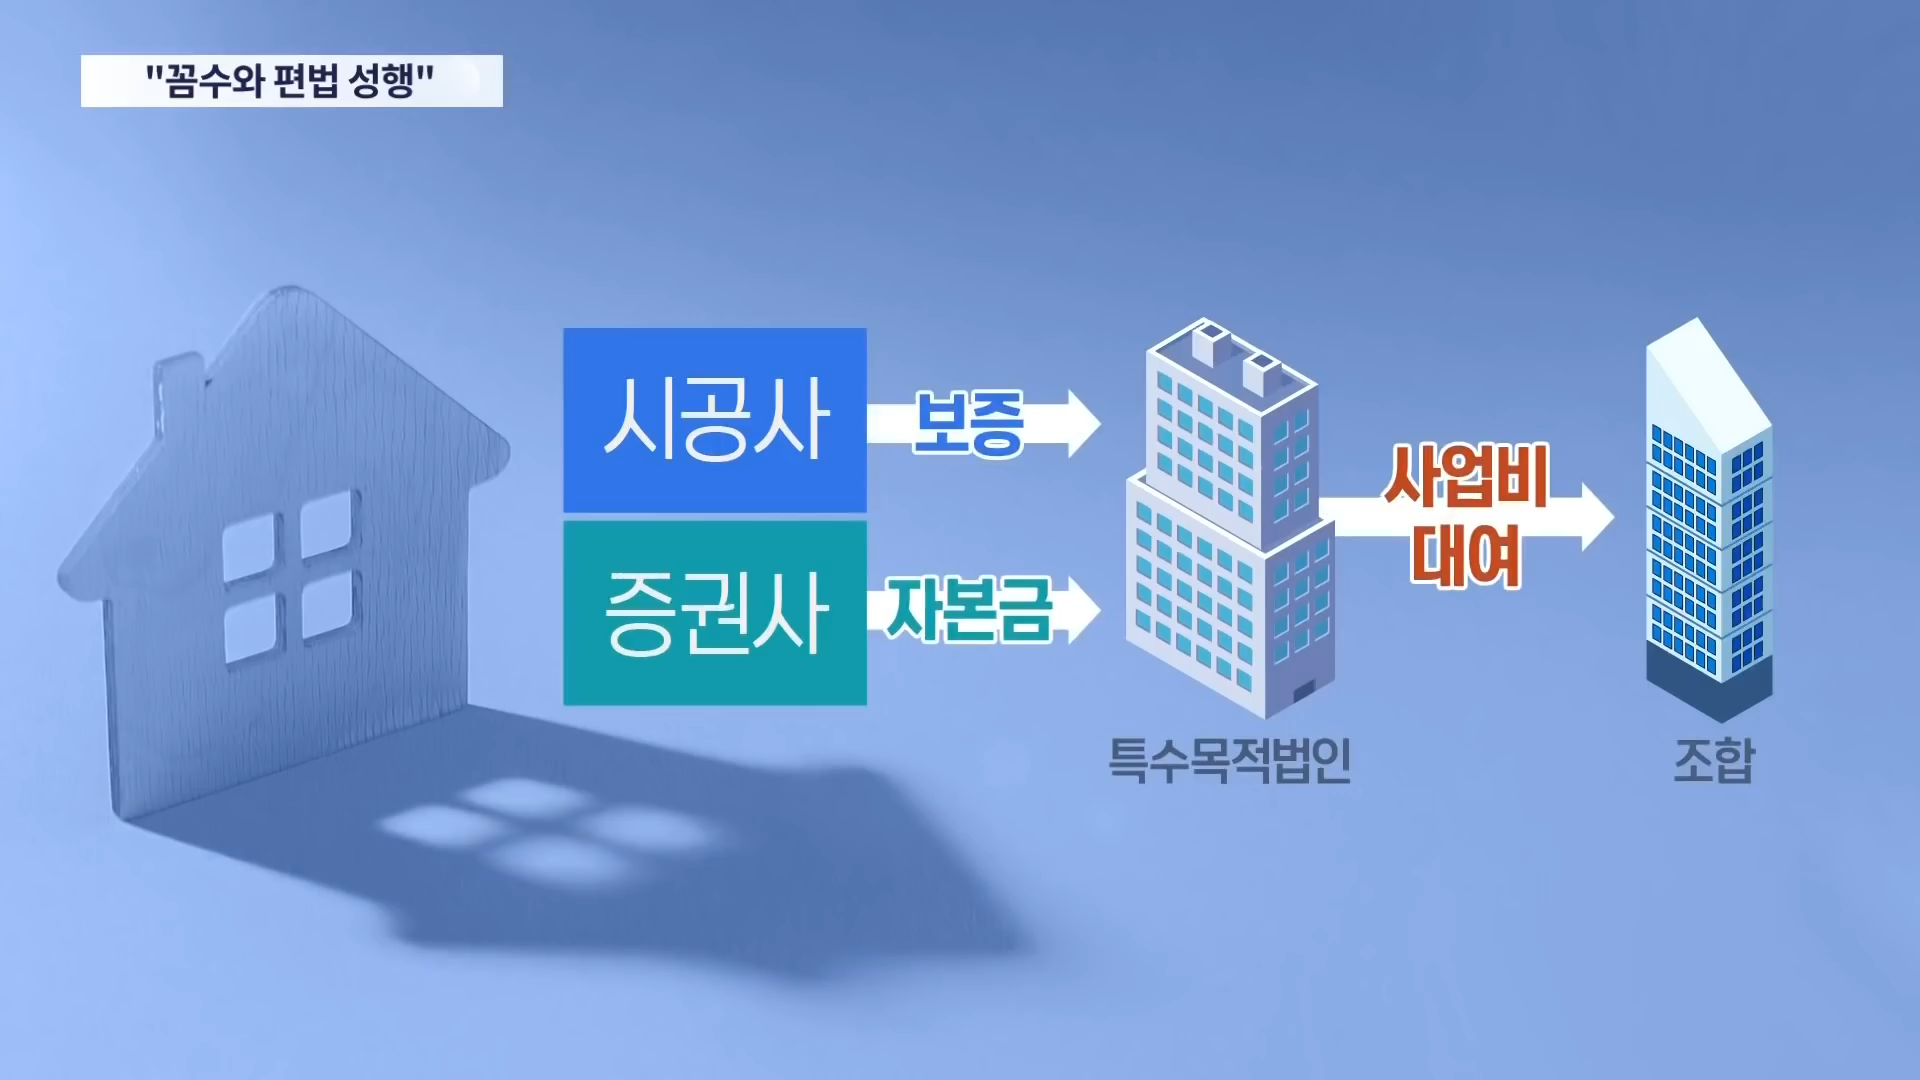 "꼼수와 편법 성행"
시공사
보증
증권사
자본금
사업비
대여
특수목적법인
조합